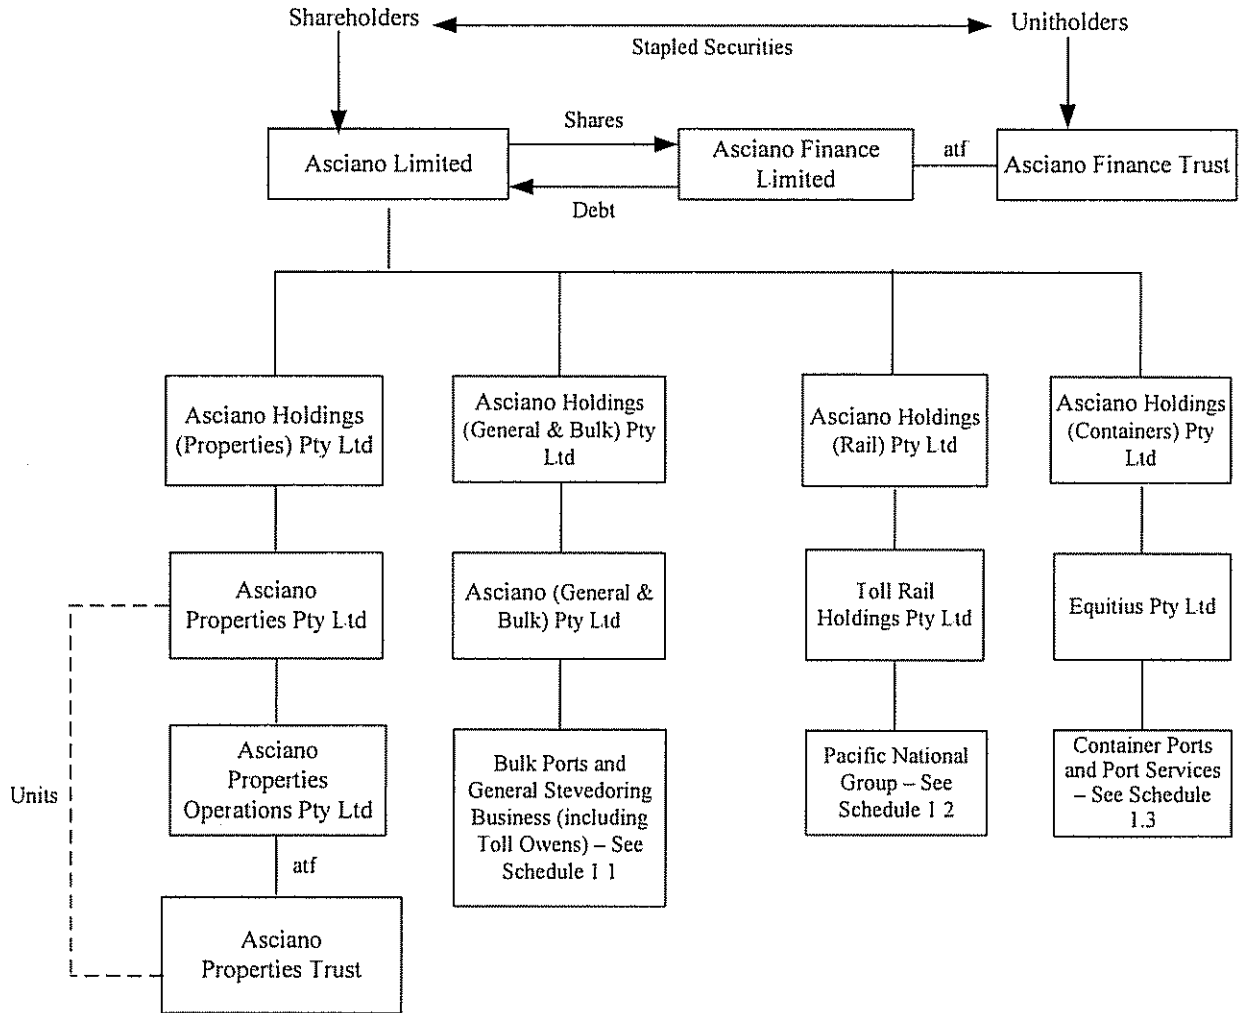 Shareholders
Unitholders
Stapled Securities
Asciano Limited
Shares
Debt
Asciano Finance
Limited
atf
Asciano Finance Trust
Asciano Holdings
(Properties) Pty Ltd
Asciano Holdings
(General & Bulk) Pty
Ltd
Asciano Holdings
(Rail) Pty Ltd
Asciano Holdings
(Containers) Pty
Ltd
Asciano
Properties Pty Ltd
Asciano (General &
Bulk) Pty Ltd
Toll Rail
Holdings Pty Ltd
Equitius Pty Ltd
Units
Asciano
Properties
Operations Pty Ltd
Bulk Ports and
General Stevedoring
Business (including
Toll Owens) – See
Schedule 1 1
Pacific National
Group – See
Schedule 1 2
Container Ports
and Port Services
– See Schedule
1.3
atf
Asciano
Properties Trust